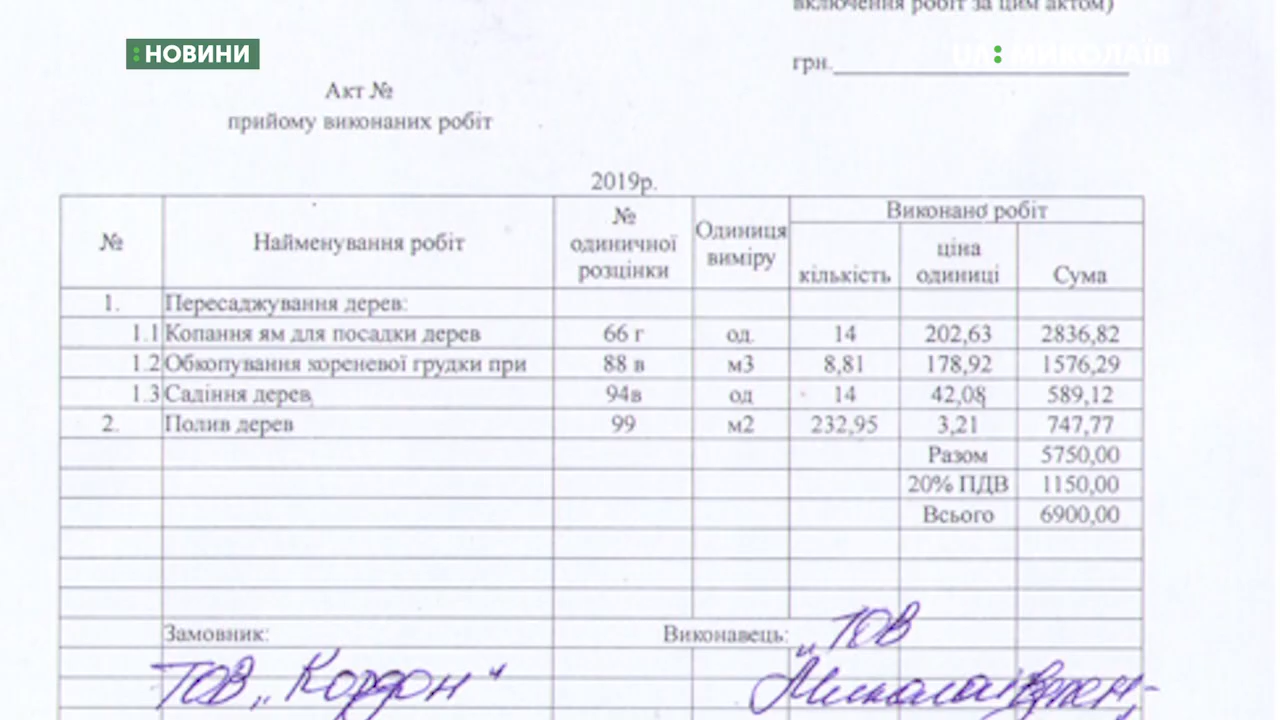 включення робіт за цим актом)
:НОВИНИ
UA:МИКОЛАЇВ
грн.
Акт №
прийому виконаних робіт
2019р.
№ Найменування робіт № одиничної розцінки Одиниця виміру Виконано робіт
кількість ціна одиниці Сума
1. Пересаджування дерев:
1.1 Копання ям для посадки дерев 66 г од. 14 202,63 2836,82
1.2 Обкопування кореневої грудки при 88 в м3 8,81 178,92 1576,29
1.3 Садіння дерев 94в од 14 42,08 589,12
2. Полив дерев 99 м2 232,95 3,21 747,77
Разом 5750,00
20% ПДВ 1150,00
Всього 6900,00
Замовник: Виконавець: „ТОВ
ТОВ „Кордон"